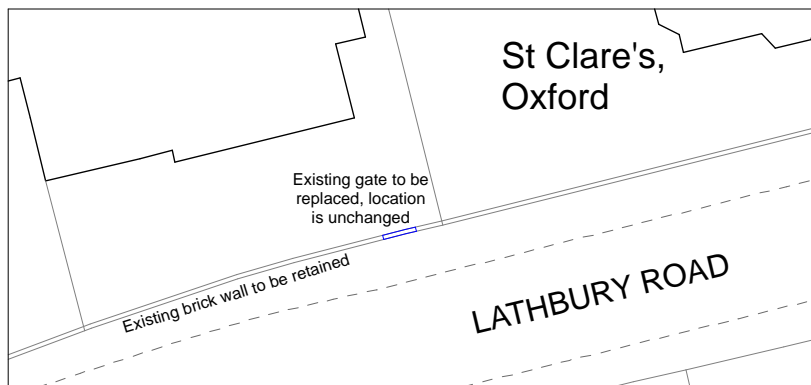 St Clare's,
Oxford
Existing gate to be
replaced, location
is unchanged
Existing brick wall to be retained
LATHBURY ROAD